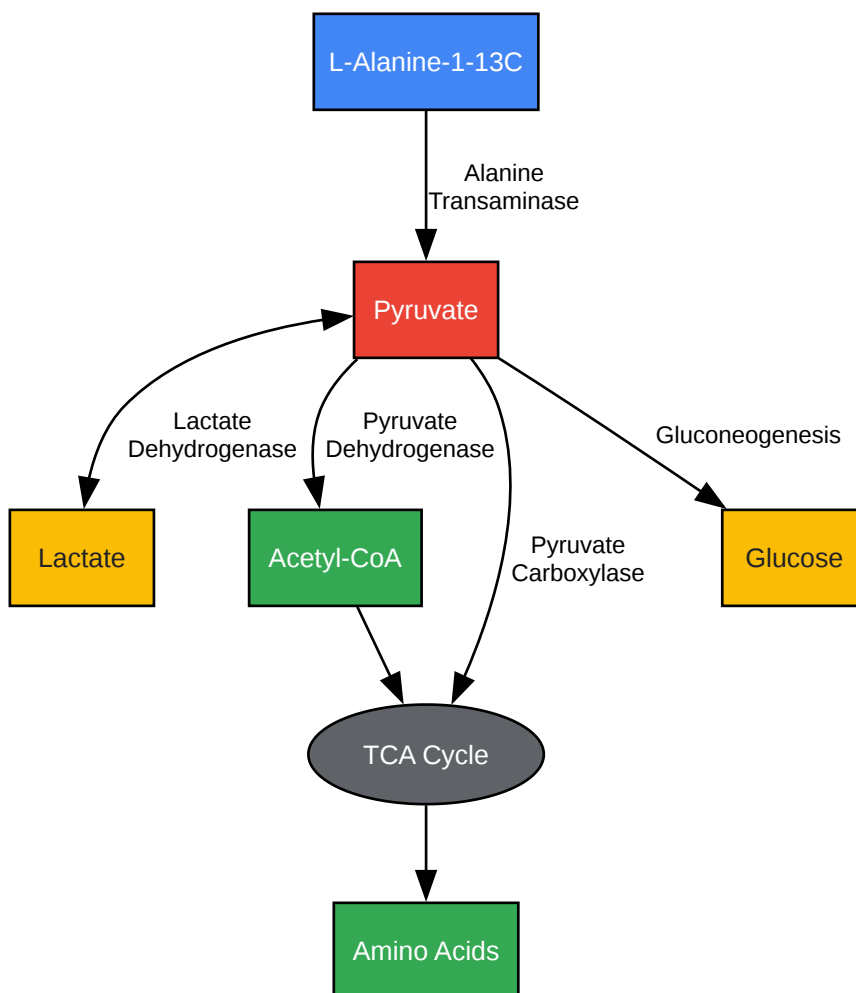 L-Alanine-1-13C
Alanine
Transaminase
Pyruvate
Lactate
Dehydrogenase
Pyruvate
Dehydrogenase
Gluconeogenesis
Pyruvate
Carboxylase
Lactate
Acetyl-CoA
Glucose
TCA Cycle
Amino Acids